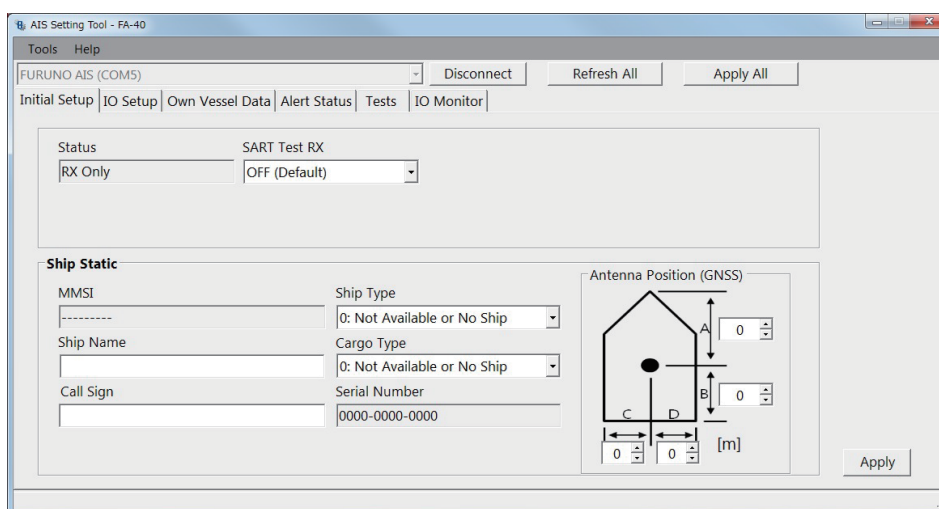 AIS Setting Tool - FA-40
Tools Help
FURUNO AIS (COM5) Disconnect Refresh All Apply All
Initial Setup IO Setup Own Vessel Data Alert Status Tests IO Monitor
Status SART Test RX
RX Only OFF (Default)
Ship Static
Antenna Position (GNSS)
MMSI Ship Type
--------- 0: Not Available or No Ship
A 0
Ship Name Cargo Type
0: Not Available or No Ship
Call Sign Serial Number
B 0
0000-0000-0000
C D
0 0 [m]
Apply